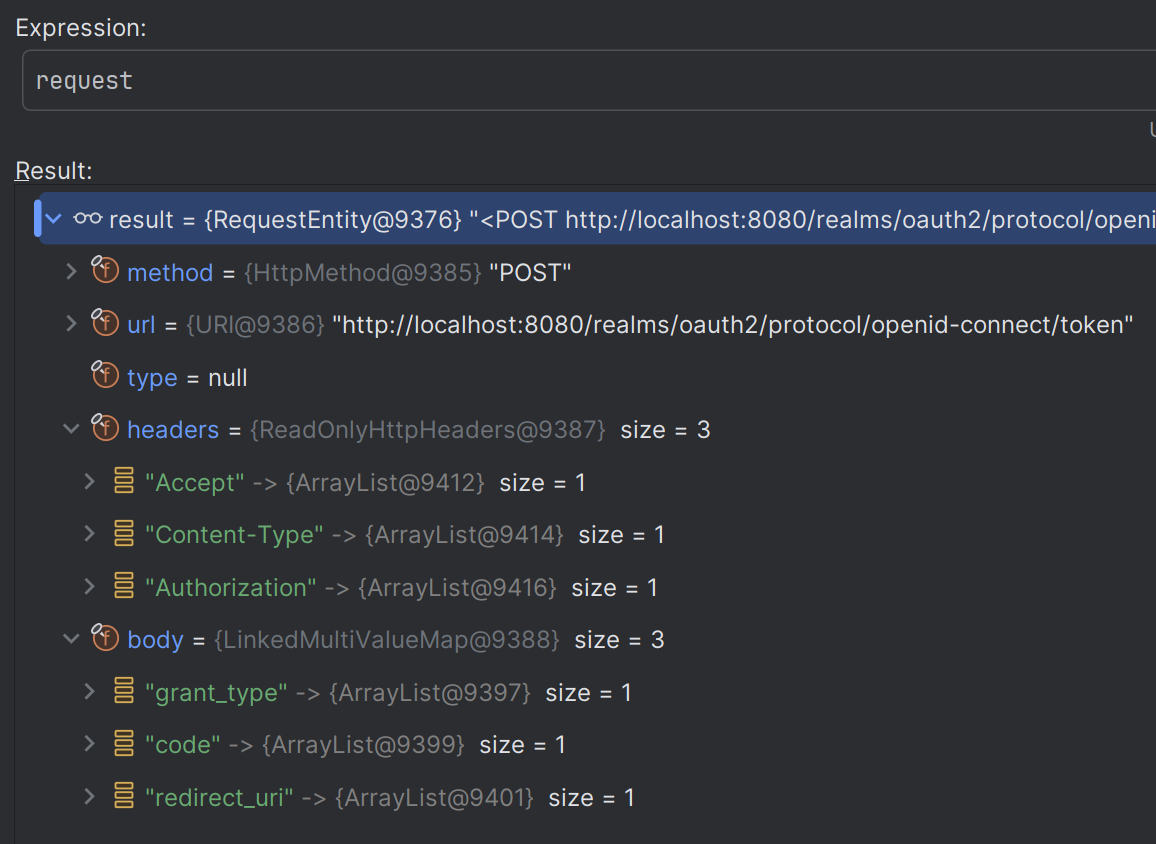 Expression:
request
Result:
result = {RequestEntity@9376} "<POST http://localhost:8080/realms/oauth2/protocol/openi
method = {HttpMethod@9385} "POST"
url = {URI@9386} "http://localhost:8080/realms/oauth2/protocol/openid-connect/token"
type = null
headers = {ReadOnlyHttpHeaders@9387} size = 3
"Accept" -> {ArrayList@9412} size = 1
"Content-Type" -> {ArrayList@9414} size = 1
"Authorization" -> {ArrayList@9416} size = 1
body = {LinkedMultiValueMap@9388} size = 3
"grant_type" -> {ArrayList@9397} size = 1
"code" -> {ArrayList@9399} size = 1
"redirect_uri" -> {ArrayList@9401} size = 1